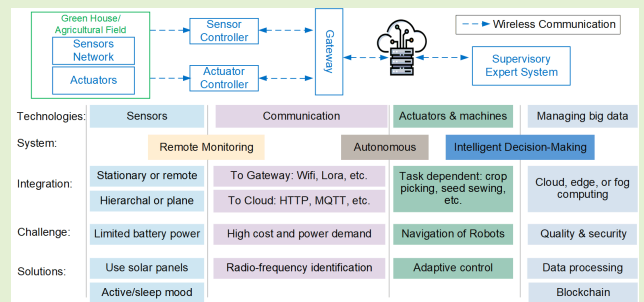 Green House/
Agricultural Field
Sensors
Network
Actuators
Sensor
Controller
Actuator
Controller
Gateway
Wireless Communication
Supervisory
Expert System
Technologies:
Sensors
Communication
Actuators & machines
Managing big data
System:
Remote Monitoring
Autonomous
Intelligent Decision-Making
Integration:
Stationary or remote
Hierarchal or plane
To Gateway: Wifi, Lora, etc.
To Cloud: HTTP, MQTT, etc.
Task dependent: crop
picking, seed sewing,
etc.
Cloud, edge, or fog
computing
Challenge:
Limited battery power
High cost and power demand
Navigation of Robots
Quality & security
Solutions:
Use solar panels
Radio-frequency identification
Adaptive control
Data processing
Active/sleep mood
Blockchain